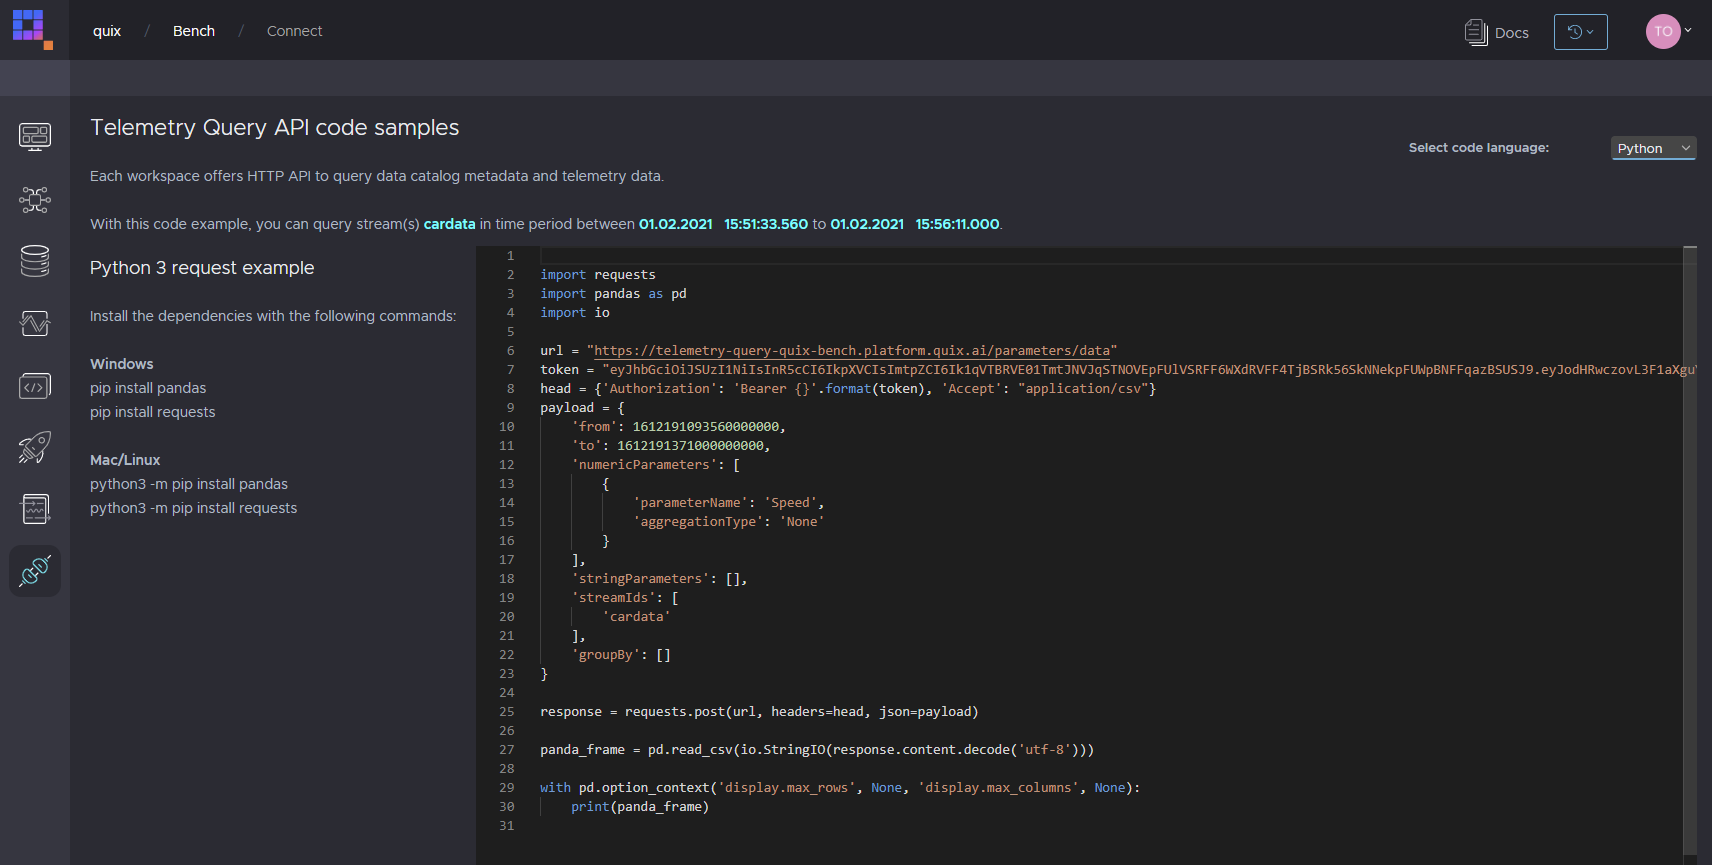 quix / Bench / Connect
Docs
TO
Telemetry Query API code samples
Select code language:
Python
Each workspace offers HTTP API to query data catalog metadata and telemetry data.
With this code example, you can query stream(s) cardata in time period between 01.02.2021 15:51:33.560 to 01.02.2021 15:56:11.000.
Python 3 request example
Install the dependencies with the following commands:
Windows
pip install pandas
pip install requests
Mac/Linux
python3 -m pip install pandas
python3 -m pip install requests
1
2 import requests
3 import pandas as pd
4 import io
5
6 url = "https://telemetry-query-quix-bench.platform.quix.ai/parameters/data"
7 token =
8 head = {'Authorization': 'Bearer {}'.format(token), 'Accept': "application/csv"}
9 payload = {
10 'from': 1612191093560000000,
11 'to': 1612191371000000000,
12 'numericParameters': [
13 {
14 'parameterName': 'Speed',
15 'aggregationType': 'None'
16 }
17 ],
18 'stringParameters': [],
19 'streamIds': [
20 'cardata'
21 ],
22 'groupBy': []
23 }
24
25 response = requests.post(url, headers=head, json=payload)
26
27 panda_frame = pd.read_csv(io.StringIO(response.content.decode('utf-8')))
28
29 with pd.option_context('display.max_rows', None, 'display.max_columns', None):
30 print(panda_frame)
31